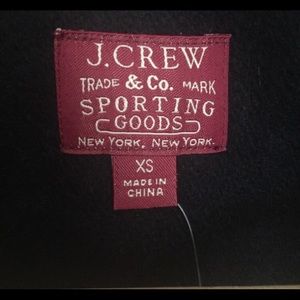 J.CREW
TRADE & Co. MARK
SPORTING
GOODS
NEW YORK, NEW YORK.
XS
MADE IN
CHINA